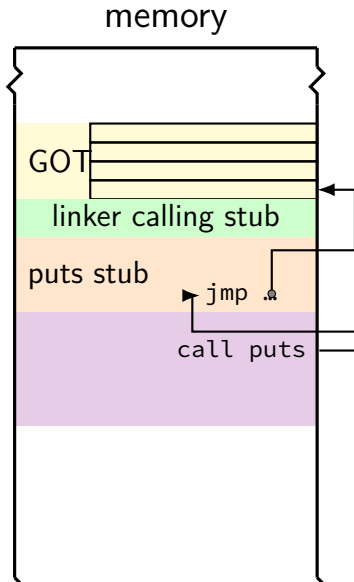 memory
GOT
linker calling stub
puts stub
jmp …
call puts